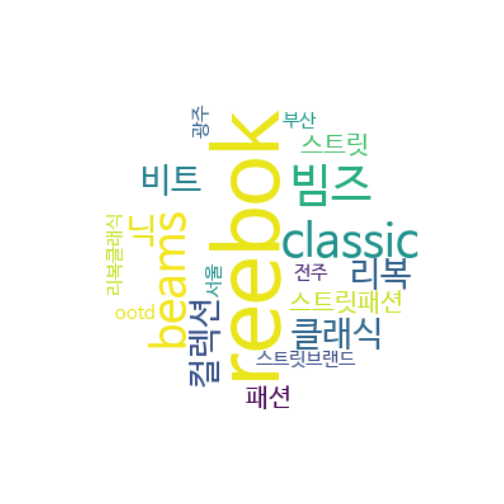 reebok
classic
beams
빔즈
비트
리복
클래식
컬렉션
스트릿
스트릿패션
스트릿브랜드
패션
전주
부산
광주
서울
ootd
리복클래식